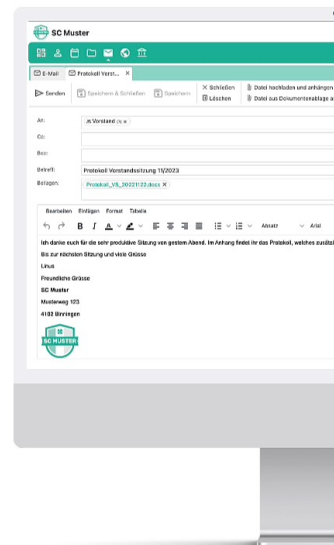 SC Muster
E-Mail
Protokoll Vorst... ×
Senden
Speichern & Schließen
Speichern
× Schließen
Löschen
Datei hochladen und anhängen
Datei aus Dokumentenablage a
An:
Vorstand
Cc:
Bcc:
Betreff:
Protokoll Vorstandssitzung 11/2023
Beilagen:
Protokoll_VS_20231122.docx ×
Bearbeiten Einfügen Format Tabelle
B I A Absatz Arial
Ich danke euch für die sehr produktive Sitzung von gestern Abend. Im Anhang findet ihr das Protokoll, welches zusätzl
Bis zur nächsten Sitzung und viele Grüsse
Linus
Freundliche Grüsse
SC Muster
Musterweg 123
4102 Binningen
SC MUSTER